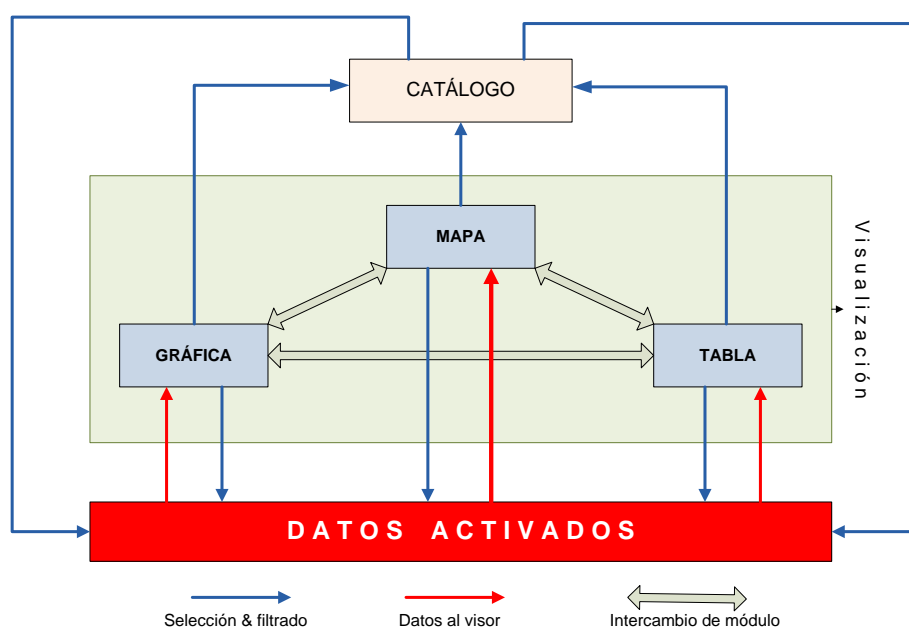 CATÁLOGO
MAPA
GRÁFICA
TABLA
Visualización
DATOS ACTIVADOS
Selección & filtrado
Datos al visor
Intercambio de módulo